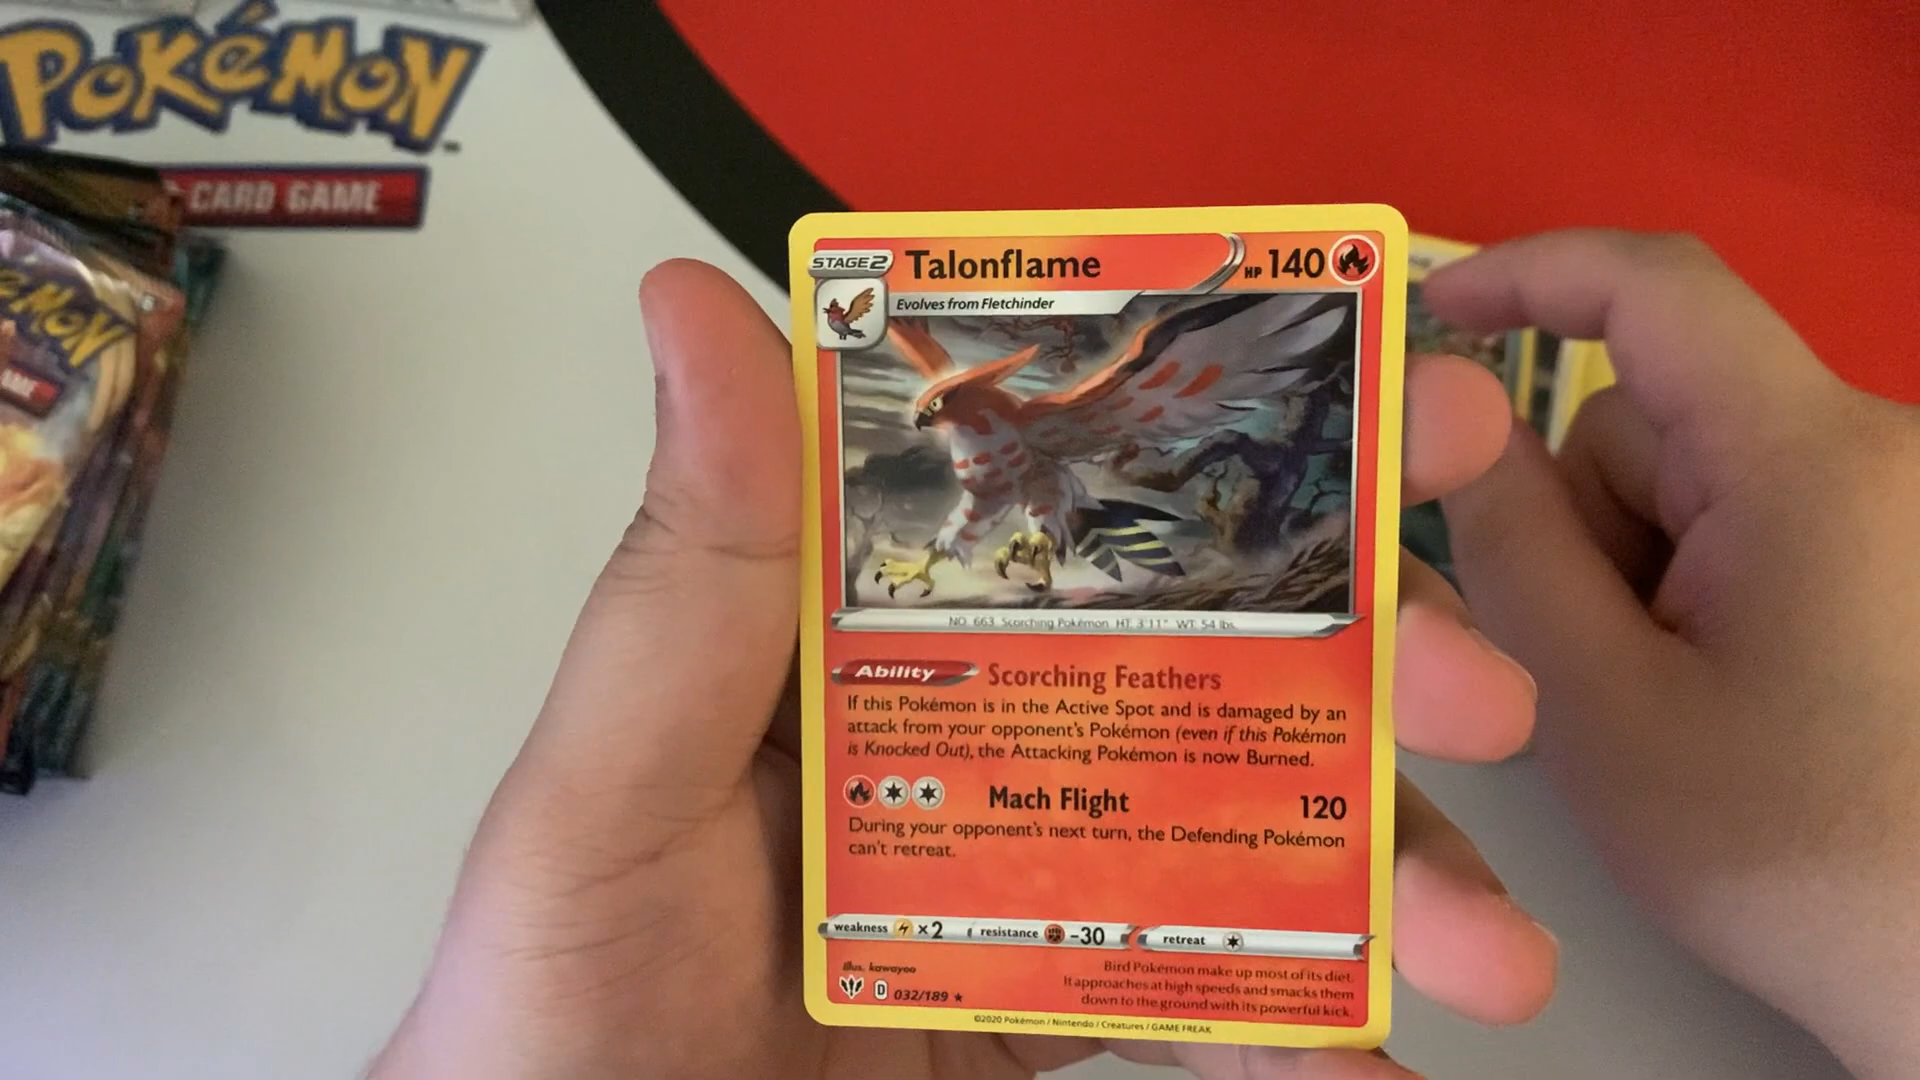 POKéMON
CARD GAME
STAGE2
Talonflame
HP 140
Evolves from Fletchinder
NO. 663 Scorching Pokémon HT: 3'11" WT: 54 lbs.
Ability Scorching Feathers
If this Pokémon is in the Active Spot and is damaged by an
attack from your opponent's Pokémon (even if this Pokémon
is Knocked Out), the Attacking Pokémon is now Burned.
Mach Flight 120
During your opponent's next turn, the Defending Pokémon
can't retreat.
weakness ×2 resistance -30 retreat
Illus. kawayoo
D 032/189 ★
Bird Pokémon make up most of its diet.
It approaches at high speeds and smacks them
down to the ground with its powerful kick.
©2020 Pokémon / Nintendo / Creatures / GAME FREAK